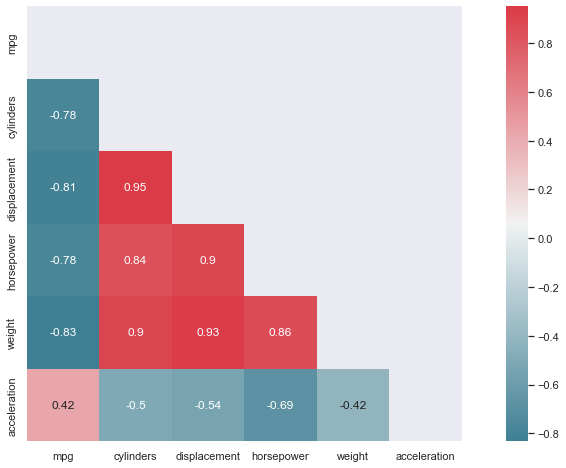 mpg
cylinders -0.78
displacement -0.81 0.95
horsepower -0.78 0.84 0.9
weight -0.83 0.9 0.93 0.86
acceleration 0.42 -0.5 -0.54 -0.69 -0.42
mpg cylinders displacement horsepower weight acceleration
0.8
0.6
0.4
0.2
0.0
−0.2
−0.4
−0.6
−0.8